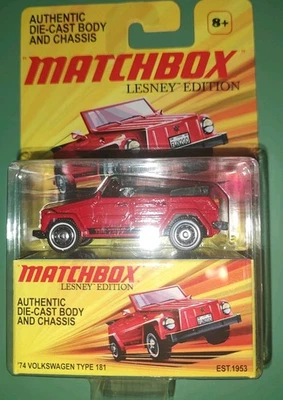 AUTHENTIC
DIE-CAST BODY
AND CHASSIS
8+
"MATCHBOX"
LESNEY EDITION
MATCHBOX
LESNEY EDITION
AUTHENTIC
DIE-CAST BODY
AND CHASSIS
'74 VOLKSWAGEN TYPE 181
EST.1953